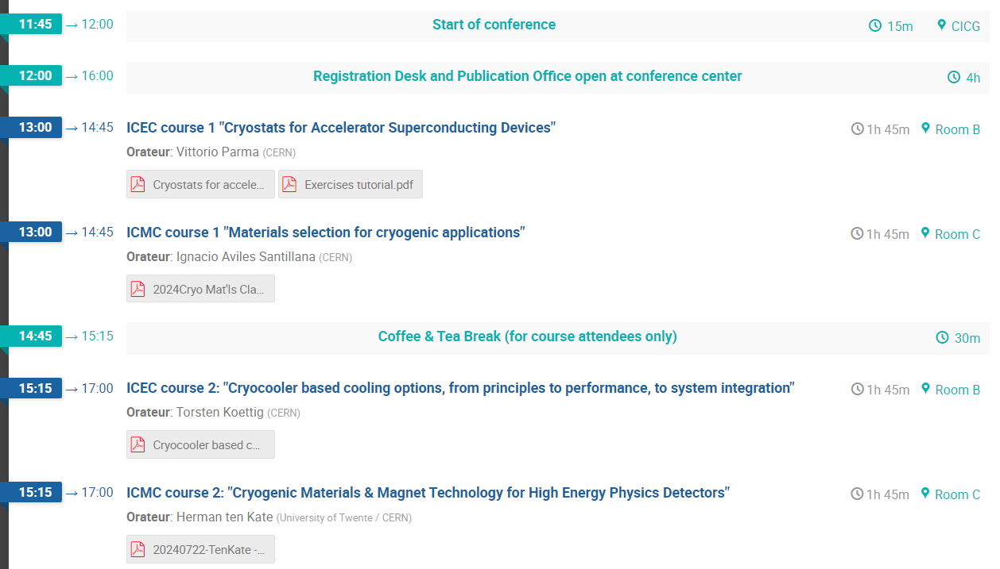 11:45 → 12:00 Start of conference 15m CICG
12:00 → 16:00 Registration Desk and Publication Office open at conference center 4h
13:00 → 14:45 ICEC course 1 "Cryostats for Accelerator Superconducting Devices" 1h 45m Room B
Orateur: Vittorio Parma (CERN)
Cryostats for accele... Exercises tutorial.pdf
13:00 → 14:45 ICMC course 1 "Materials selection for cryogenic applications" 1h 45m Room C
Orateur: Ignacio Aviles Santillana (CERN)
2024Cryo Mat'ls Cla...
14:45 → 15:15 Coffee & Tea Break (for course attendees only) 30m
15:15 → 17:00 ICEC course 2: "Cryocooler based cooling options, from principles to performance, to system integration" 1h 45m Room B
Orateur: Torsten Koettig (CERN)
Cryocooler based c...
15:15 → 17:00 ICMC course 2: "Cryogenic Materials & Magnet Technology for High Energy Physics Detectors" 1h 45m Room C
Orateur: Herman ten Kate (University of Twente / CERN)
20240722-TenKate -...